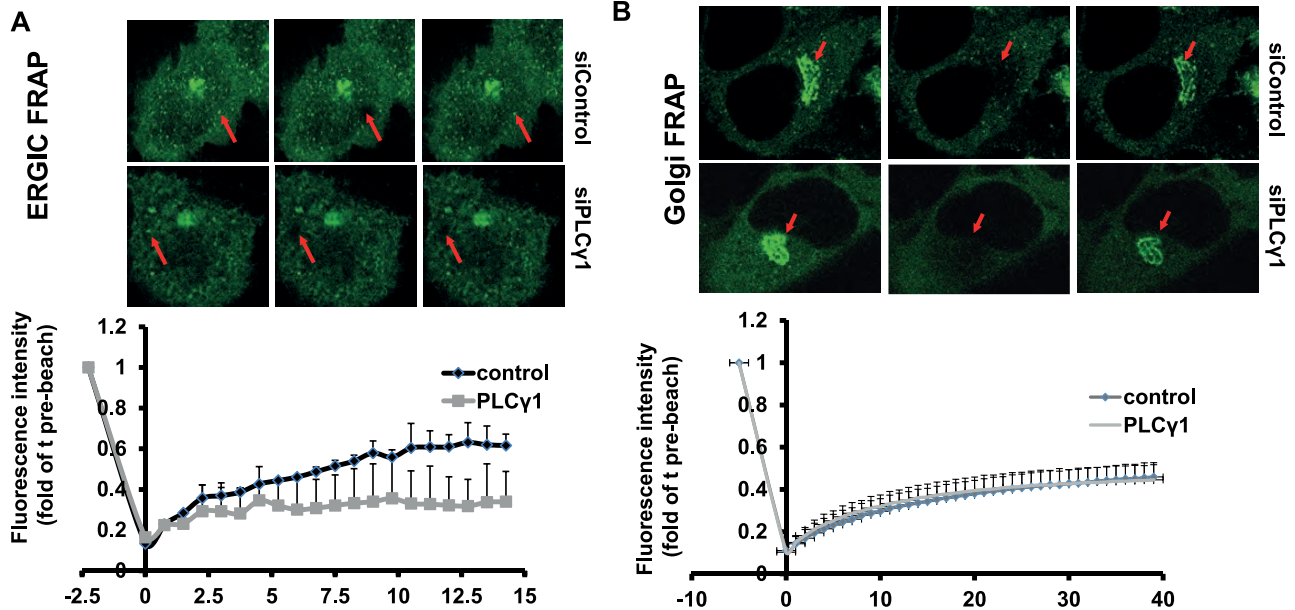 A
ERGIC FRAP
siControl
siPLCγ1
Fluorescence intensity
(fold of t pre-beach)
1.2
1
0.8
0.6
0.4
0.2
0
-2.5
0
2.5
5
7.5
10
12.5
15
control
PLCγ1
B
Golgi FRAP
siControl
siPLCγ1
Fluorescence intensity
(fold of t pre-beach)
1.2
1
0.8
0.6
0.4
0.2
0
-10
0
10
20
30
40
control
PLCγ1